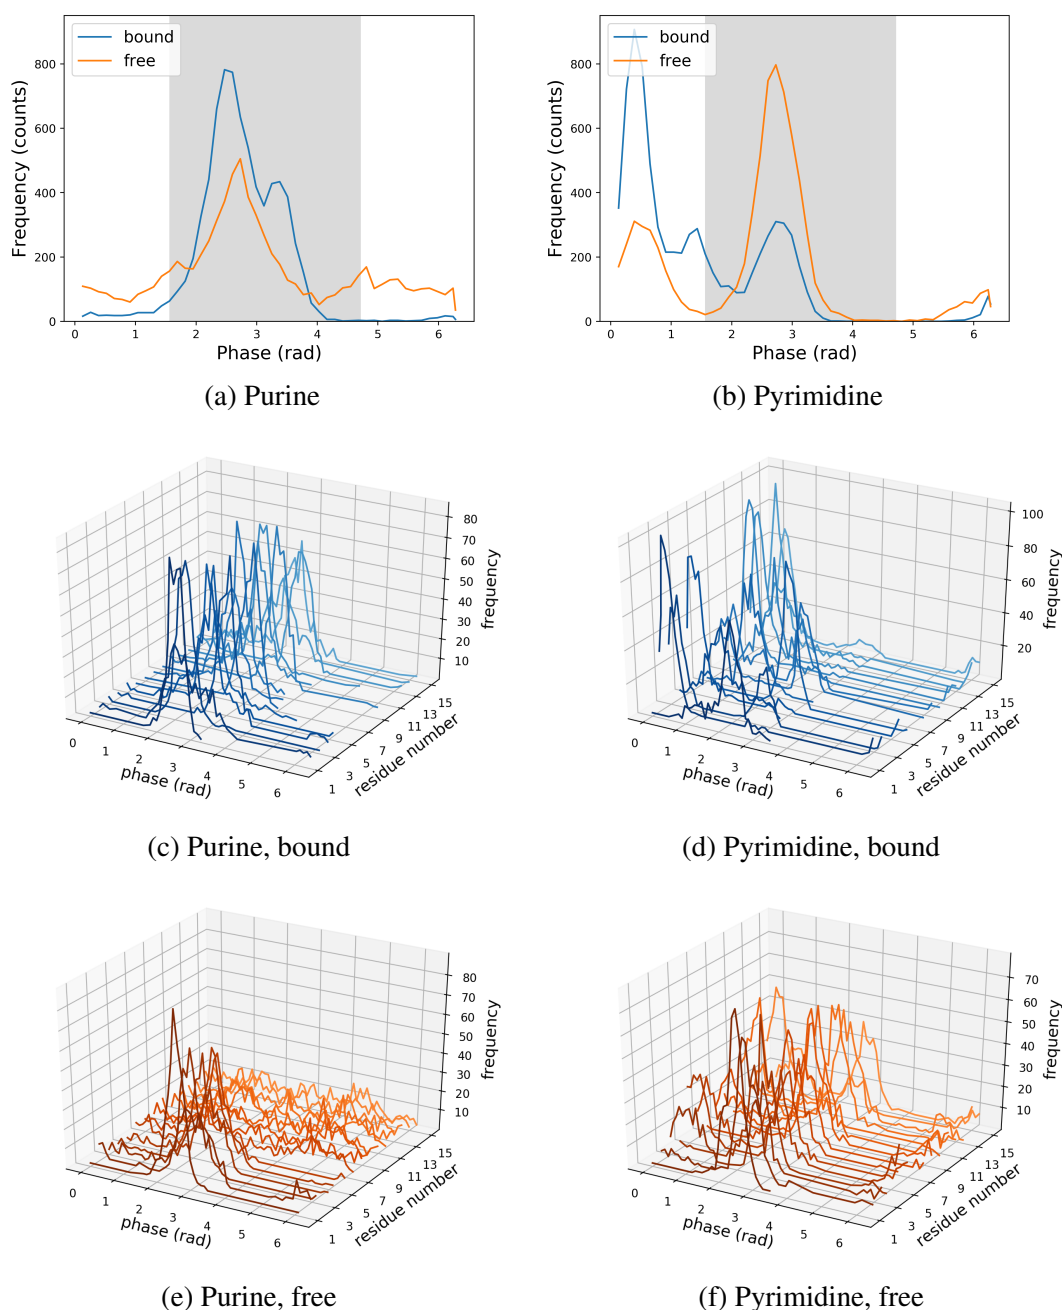 bound
free
Frequency (counts)
800
600
400
200
0
0 1 2 3 4 5 6
Phase (rad)
(a) Purine
bound
free
Frequency (counts)
800
600
400
200
0
0 1 2 3 4 5 6
Phase (rad)
(b) Pyrimidine
80
70
60
50
40
30
20
10
frequency
0 1 2 3 4 5 6
phase (rad)
1 3 5 7 9 11 13 15
residue number
(c) Purine, bound
100
80
60
40
20
frequency
0 1 2 3 4 5 6
phase (rad)
1 3 5 7 9 11 13 15
residue number
(d) Pyrimidine, bound
80
70
60
50
40
30
20
10
frequency
0 1 2 3 4 5 6
phase (rad)
1 3 5 7 9 11 13 15
residue number
(e) Purine, free
70
60
50
40
30
20
10
frequency
0 1 2 3 4 5 6
phase (rad)
1 3 5 7 9 11 13 15
residue number
(f) Pyrimidine, free